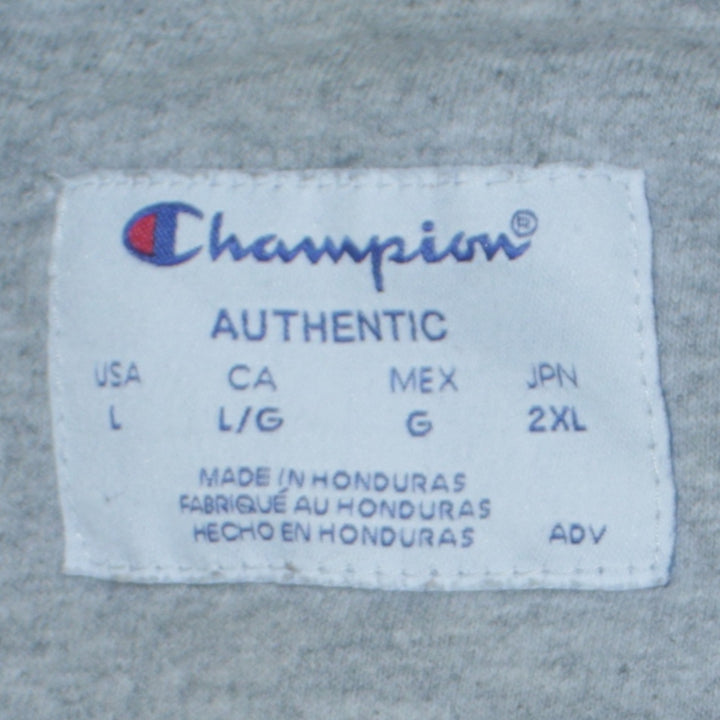 Champion®
AUTHENTIC
USA CA MEX JPN
L L/G G 2XL
MADE IN HONDURAS
FABRIQUÉ AU HONDURAS
HECHO EN HONDURAS ADV